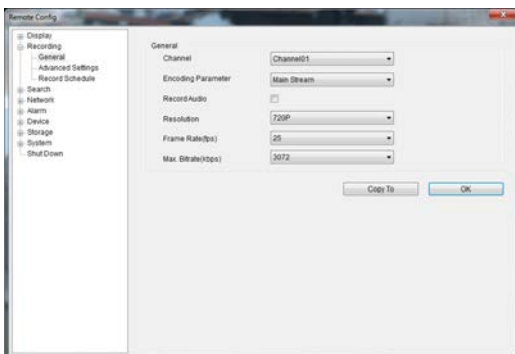 Remote Config
Display
Recording
General
Advanced Settings
Record Schedule
Search
Network
Alarm
Device
Storage
System
Shut Down
General
Channel
Channel01
Encoding Parameter
Main Stream
Record Audio
Resolution
720P
Frame Rate(fps)
25
Max. Bitrate(kbps)
3072
Copy To
OK